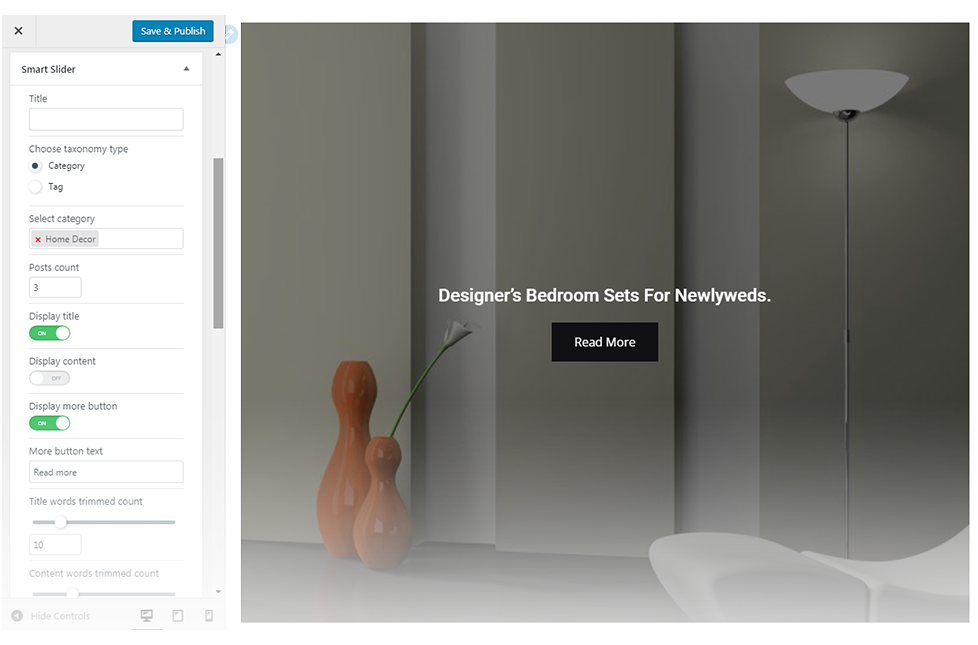 Save & Publish
Smart Slider
Title
Choose taxonomy type
Category
Tag
Select category
× Home Decor
Posts count
3
Display title
ON
Display content
OFF
Display more button
ON
More button text
Read more
Title words trimmed count
10
Content words trimmed count
Hide Controls
Designer’s Bedroom Sets For Newlyweds.
Read More